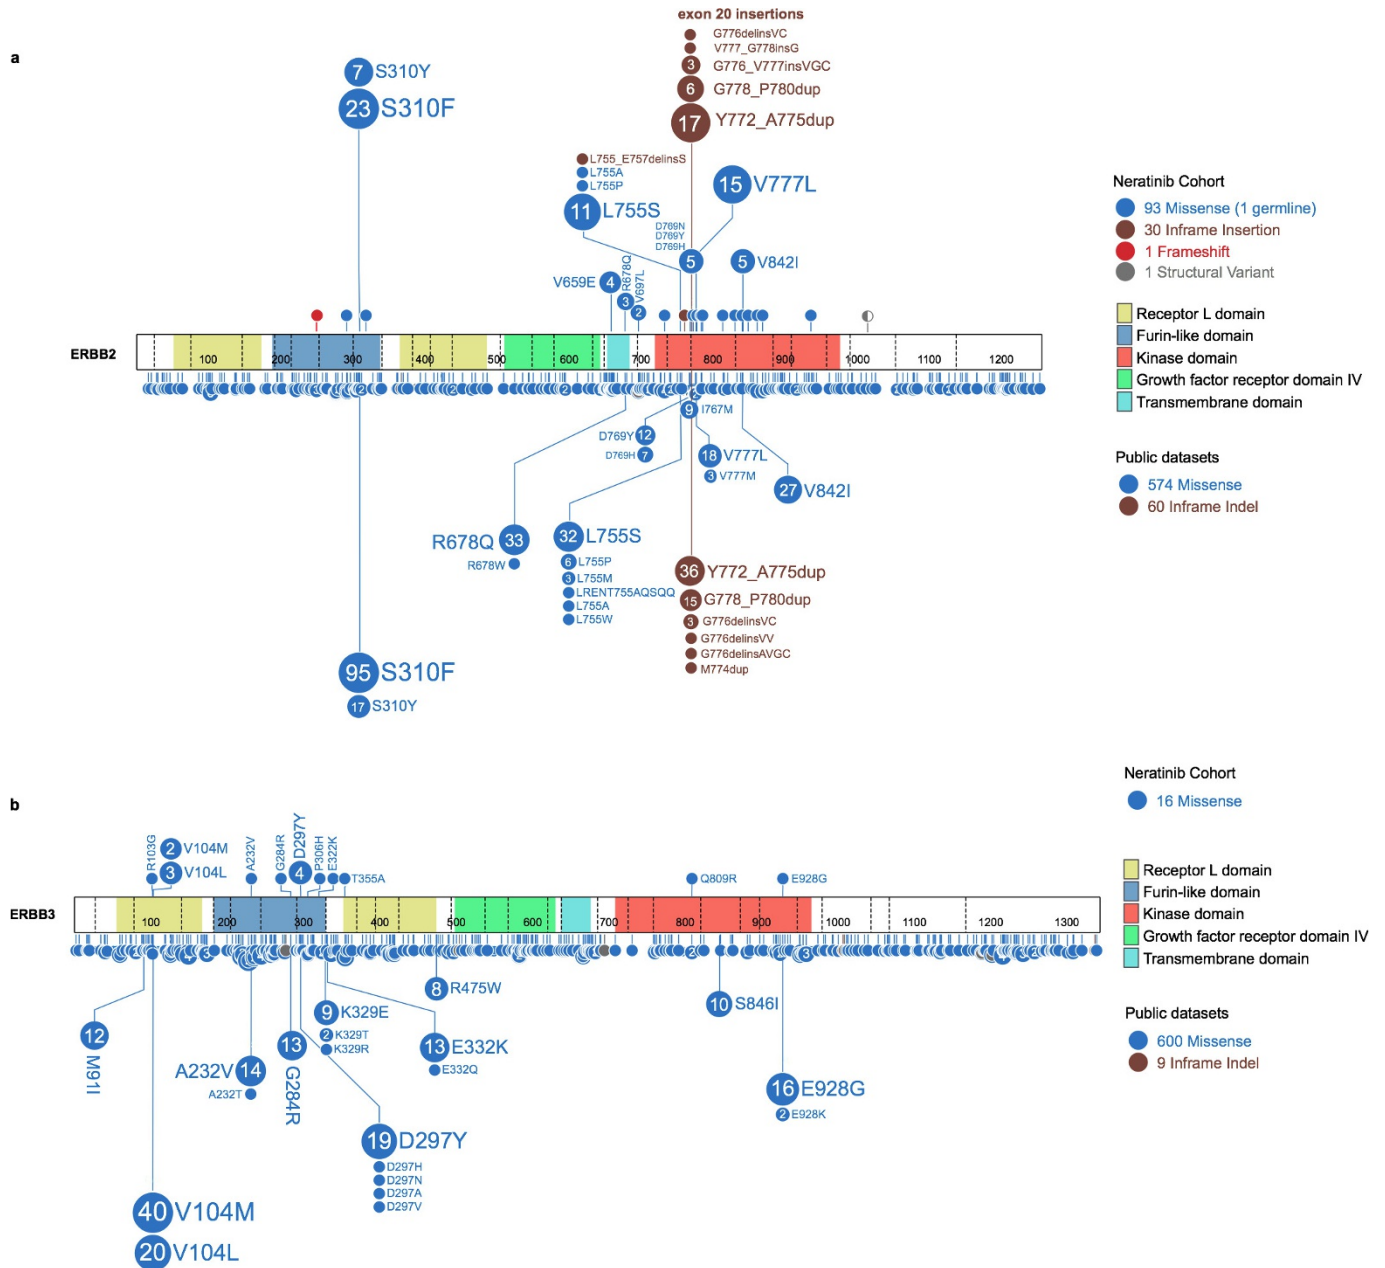 exon 20 insertions
a
G776delinsVC
V777_G778insG
3 G776_V777insVGC
6 G778_P780dup
17 Y772_A775dup
7 S310Y
23 S310F
L755_E757delinsS
L755A
L755P
11 L755S
15 V777L
D769N
D769Y
D769H
5
5 V842I
V659E 4
R678Q
3
V697L
2
Neratinib Cohort
93 Missense (1 germline)
30 Inframe Insertion
1 Frameshift
1 Structural Variant
Receptor L domain
Furin-like domain
Kinase domain
Growth factor receptor domain IV
Transmembrane domain
ERBB2
100 200 300 400 500 600 700 800 900 1000 1100 1200
9 I767M
D769Y 12
D769H 7
18 V777L
3 V777M
27 V842I
Public datasets
574 Missense
60 Inframe Indel
R678Q 33
R678W
32 L755S
6 L755P
3 L755M
LRENT755AQSQQ
L755A
L755W
36 Y772_A775dup
15 G778_P780dup
3 G776delinsVC
G776delinsVV
G776delinsAVGC
M774dup
95 S310F
17 S310Y
b
Neratinib Cohort
16 Missense
R103G
2 V104M
3 V104L
A232V
G284R
D297Y
4
P306H
E322K
T355A
Q809R
E928G
Receptor L domain
Furin-like domain
Kinase domain
Growth factor receptor domain IV
Transmembrane domain
ERBB3
100 200 300 400 500 600 700 800 900 1000 1100 1200 1300
8 R475W
12
M91I
9 K329E
2 K329T
K329R
13
G284R
13 E332K
E332Q
10 S846I
A232V 14
A232T
16 E928G
2 E928K
19 D297Y
D297H
D297N
D297A
D297V
40 V104M
20 V104L
Public datasets
600 Missense
9 Inframe Indel